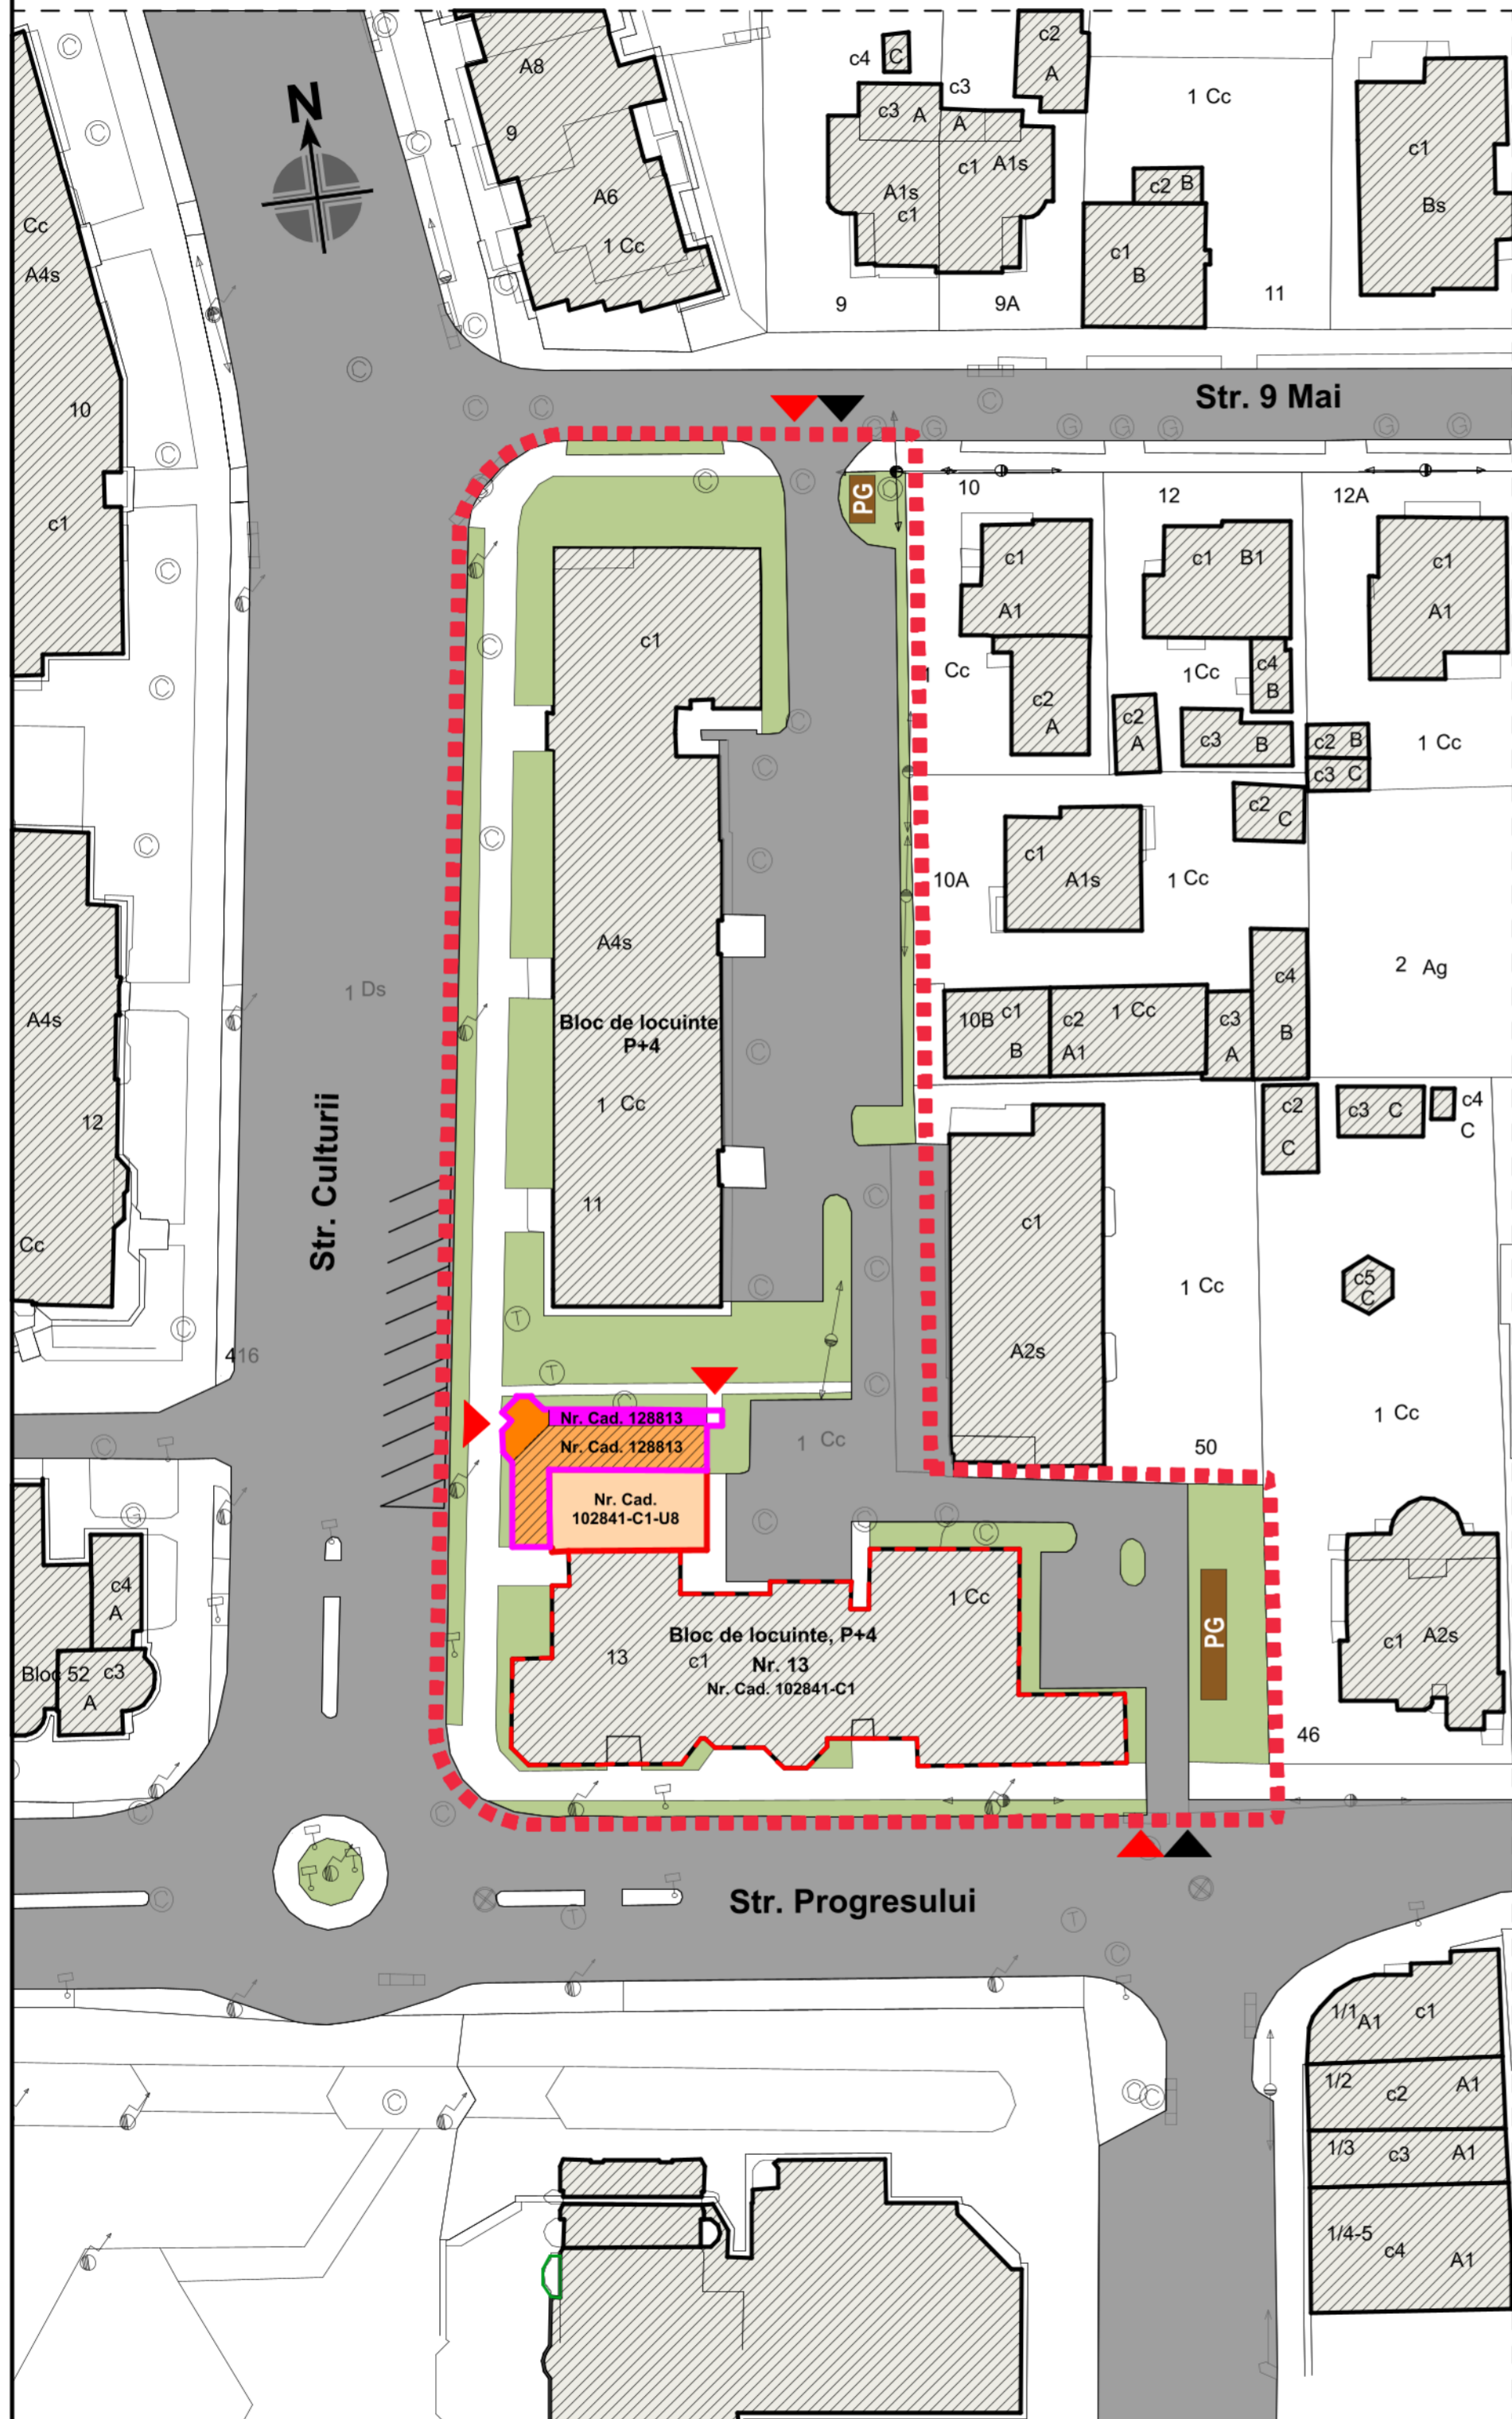 N
A8
9
A6
1 Cc
c4
C
c2
A
c3
c3 A
A
A1s
c1
c1 A1s
9
9A
1 Cc
c2 B
c1
B
11
c1
Bs
Cc
A4s
10
c1
Str. 9 Mai
PG
10
12
12A
c1
A1
c2
A
1 Cc
c1 B1
c4
B
1 Cc
c2
A
c3 B
c1
A1
c2 B
c3 C
1 Cc
c2 C
c1
c1
A1s
10A
1 Cc
2 Ag
A4s
1 Ds
A4s
Bloc de locuinte
P+4
1 Cc
11
10B c1
B
c2
A1
1 Cc
c3
A
c4
B
c2
C
c3 C
c4
C
12
Cc
Str. Culturii
c1
A2s
1 Cc
c5
C
416
T
T
Nr. Cad. 128813
Nr. Cad. 128813
1 Cc
Nr. Cad.
102841-C1-U8
50
1 Cc
c4
A
Bloc 52 c3
A
1 Cc
Bloc de locuinte, P+4
13
c1
Nr. 13
Nr. Cad. 102841-C1
PG
c1 A2s
46
Str. Progresului
T
T
1/1
A1
c1
1/2
c2
A1
1/3
c3
A1
1/4-5
c4
A1